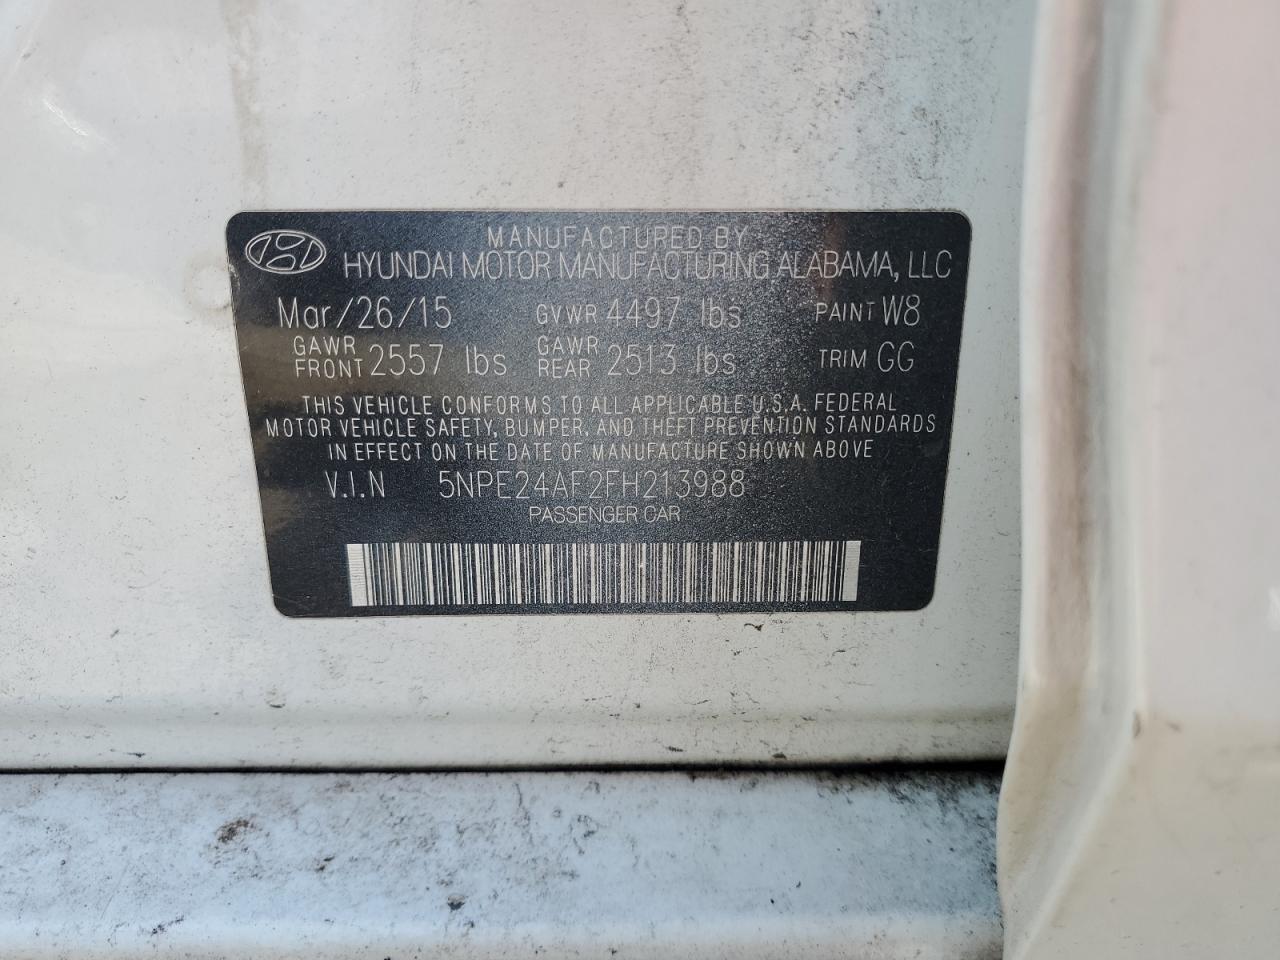 MANUFACTURED BY
HYUNDAI MOTOR MANUFACTURING ALABAMA, LLC
Mar/26/15 GVWR 4497 lbs PAINT W8
GAWR FRONT 2557 lbs GAWR REAR 2513 lbs TRIM GG
THIS VEHICLE CONFORMS TO ALL APPLICABLE U.S.A. FEDERAL
MOTOR VEHICLE SAFETY, BUMPER, AND THEFT PREVENTION STANDARDS
IN EFFECT ON THE DATE OF MANUFACTURE SHOWN ABOVE
V.I.N 5NPE24AF2FH213988
PASSENGER CAR